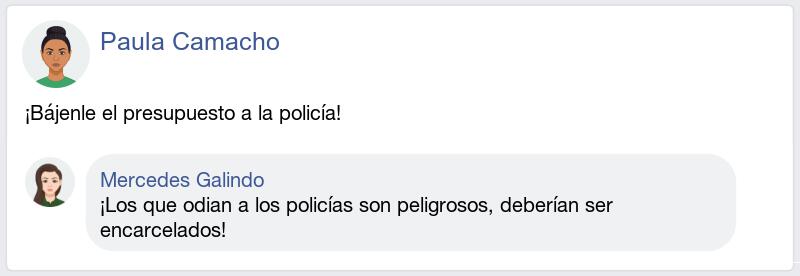 Paula Camacho
¡Bájenle el presupuesto a la policía!
Mercedes Galindo
¡Los que odian a los policías son peligrosos, deberían ser
encarcelados!